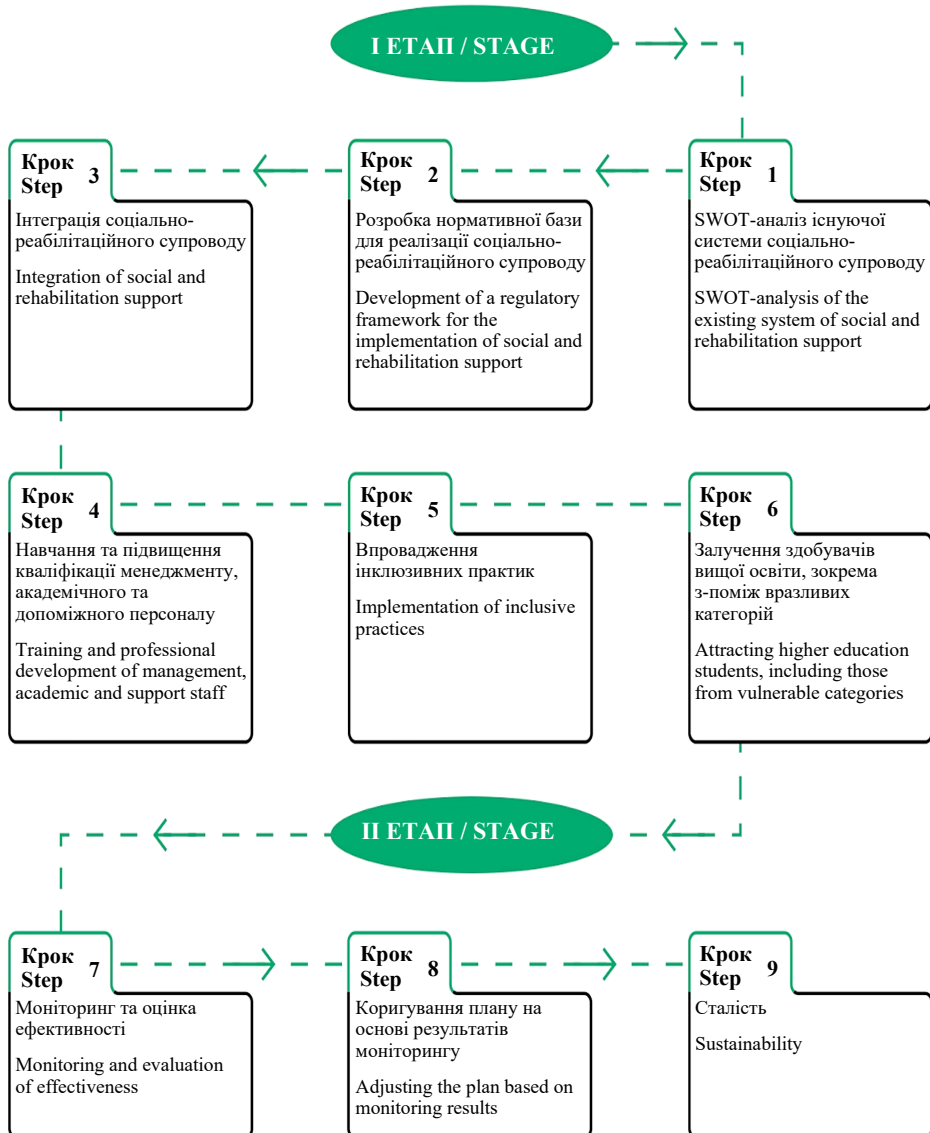 I ЕТАП / STAGE
Крок
Step 3
Інтеграція соціально-
реабілітаційного супроводу
Integration of social and
rehabilitation support
Крок
Step 2
Розробка нормативної бази
для реалізації соціально-
реабілітаційного супроводу
Development of a regulatory
framework for the
implementation of social and
rehabilitation support
Крок
Step 1
SWOT-аналіз існуючої
системи соціально-
реабілітаційного супроводу
SWOT-analysis of the
existing system of social and
rehabilitation support
Крок
Step 4
Навчання та підвищення
кваліфікації менеджменту,
академічного та
допоміжного персоналу
Training and professional
development of management,
academic and support staff
Крок
Step 5
Впровадження
інклюзивних практик
Implementation of inclusive
practices
Крок
Step 6
Залучення здобувачів
вищої освіти, зокрема
з-поміж вразливих
категорій
Attracting higher education
students, including those
from vulnerable categories
II ЕТАП / STAGE
Крок
Step 7
Моніторинг та оцінка
ефективності
Monitoring and evaluation
of effectiveness
Крок
Step 8
Коригування плану на
основі результатів
моніторингу
Adjusting the plan based on
monitoring results
Крок
Step 9
Сталість
Sustainability